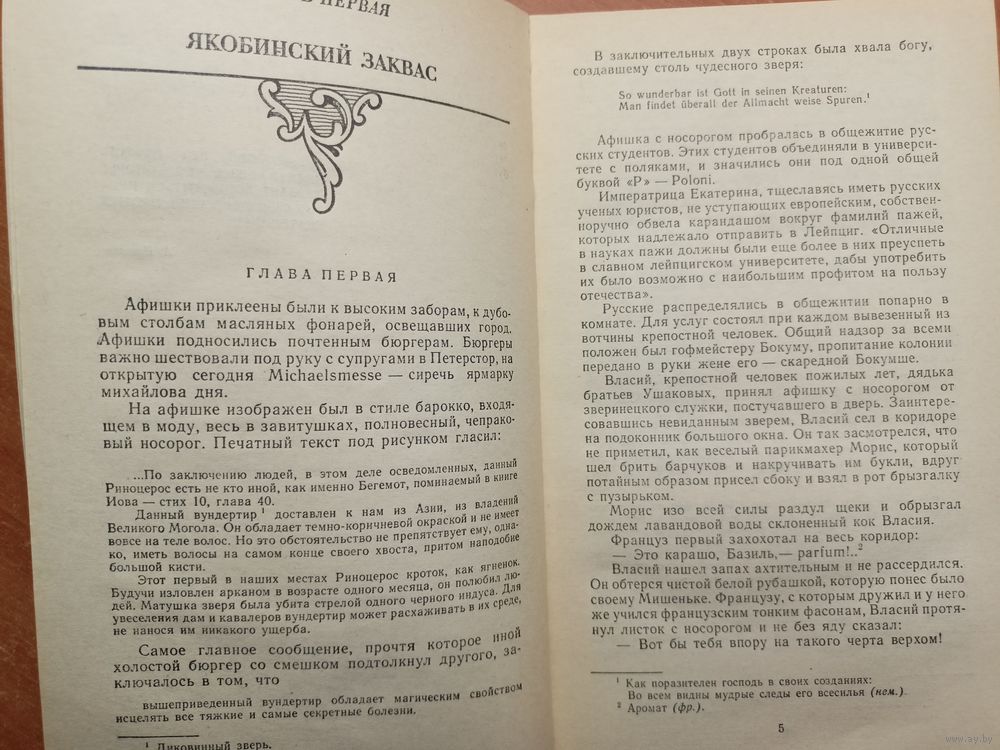 ПЕРВАЯ
ЯКОБИНСКИЙ ЗАКВАС
ГЛАВА ПЕРВАЯ
Афишки приклеены были к высоким заборам, к дубо-
вым столбам масляных фонарей, освещавших город.
Афишки подносились почтенным бюргерам. Бюргеры
важно шествовали под руку с супругами в Петерстор, на
открытую сегодня Michaelsmesse — сиречь ярмарку
михайлова дня.
На афишке изображен был в стиле барокко, входя-
щем в моду, весь в завитушках, полновесный, чепрако-
вый носорог. Печатный текст под рисунком гласил:
...По заключению людей, в этом деле осведомленных, данный
Риноцерос есть не кто иной, как именно Бегемот, поминаемый в книге
Иова — стих 10, глава 40.
Данный вундертир ¹ доставлен к нам из Азии, из владений
Великого Могола. Он обладает темно-коричневой окраской и не имеет
вовсе на теле волос. Но это обстоятельство не препятствует ему, одна-
ко, иметь волосы на самом конце своего хвоста, притом наподобие
большой кисти.
Этот первый в наших местах Риноцерос кроток, как ягненок.
Будучи изловлен арканом в возрасте одного месяца, он полюбил лю-
дей. Матушка зверя была убита стрелой одного черного индуса. Для
увеселения дам и кавалеров вундертир может расхаживать в их среде,
не нанося им никакого ущерба.
Самое главное сообщение, прочтя которое иной
холостой бюргер со смешком подтолкнул другого, за-
ключалось в том, что
вышеприведенный вундертир обладает магическим свойством
исцелять все тяжкие и самые секретные болезни.
¹ Диковинный зверь.
В заключительных двух строках была хвала богу,
создавшему столь чудесного зверя:
So wunderbar ist Gott in seinen Kreaturen:
Man findet überall der Allmacht weise Spuren.¹
Афишка с носорогом пробралась в общежитие рус-
ских студентов. Этих студентов объединяли в универси-
тете с поляками, и значились они под одной общей
буквой «P» — Poloni.
Императрица Екатерина, тщеславясь иметь русских
ученых юристов, не уступающих европейским, собствен-
норучно обвела карандашом вокруг фамилий пажей,
которых надлежало отправить в Лейпциг. «Отличные
в науках пажи должны были еще более в них преуспеть
в славном лейпцигском университете, дабы употребить
их было возможно с наибольшим профитом на пользу
отечества».
Русские распределялись в общежитии попарно в
комнате. Для услуг состоял при каждом вывезенный из
вотчины крепостной человек. Общий надзор за всеми
положен был гофмейстеру Бокуму, пропитание колонии
передано в руки жене его — скаредной Бокумше.
Власий, крепостной человек пожилых лет, дядька
братьев Ушаковых, принял афишку с носорогом от
зверинецкого служки, постучавшего в дверь. Заинтере-
совавшись невиданным зверем, Власий сел в коридоре
на подоконник большого окна. Он так засмотрелся, что
не приметил, как веселый парикмахер Морис, который
шел брить барчуков и накручивать им букли, вдруг
потайным образом присел сбоку и взял в рот брызгалку
с пузырьком.
Морис изо всей силы раздул щеки и обрызгал
дождем лавандовой воды склоненный кок Власия.
Француз первый захохотал на весь коридор:
— Это карашо, Базиль,— parfum!..²
Власий нашел запах ахтительным и не рассердился.
Он обтерся чистой белой рубашкой, которую понес было
своему Мишеньке. Французу, с которым дружил и у него
же учился французским тонким фасонам, Власий протя-
нул листок с носорогом и не без яду сказал:
— Вот бы тебя впору на такого черта верхом!
¹ Как поразителен господь в своих созданиях:
Во всем видны мудрые следы его всесилья (нем.).
² Аромат (фр.).
5
www.ay.by